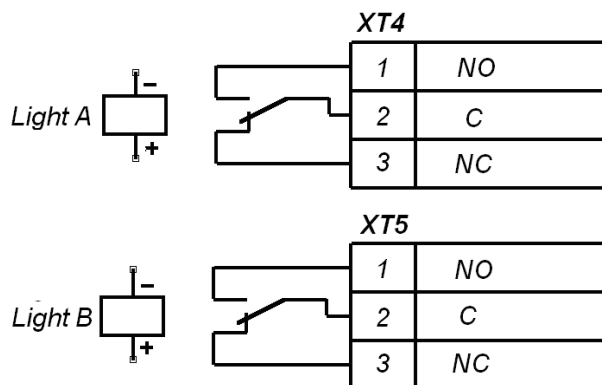 XT4
1 NO
Light A
-
+
2 C
3 NC
XT5
1 NO
Light B
-
+
2 C
3 NC